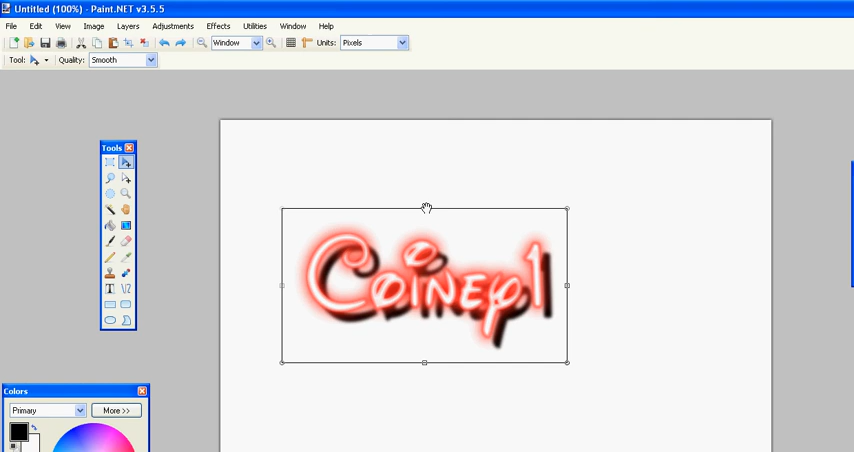 Untitled (100%) - Paint.NET v3.5.5
File Edit View Image Layers Adjustments Effects Utilities Window Help
Window Units: Pixels
Tool: Quality: Smooth
Tools
Coiney1
Colors
Primary More >>